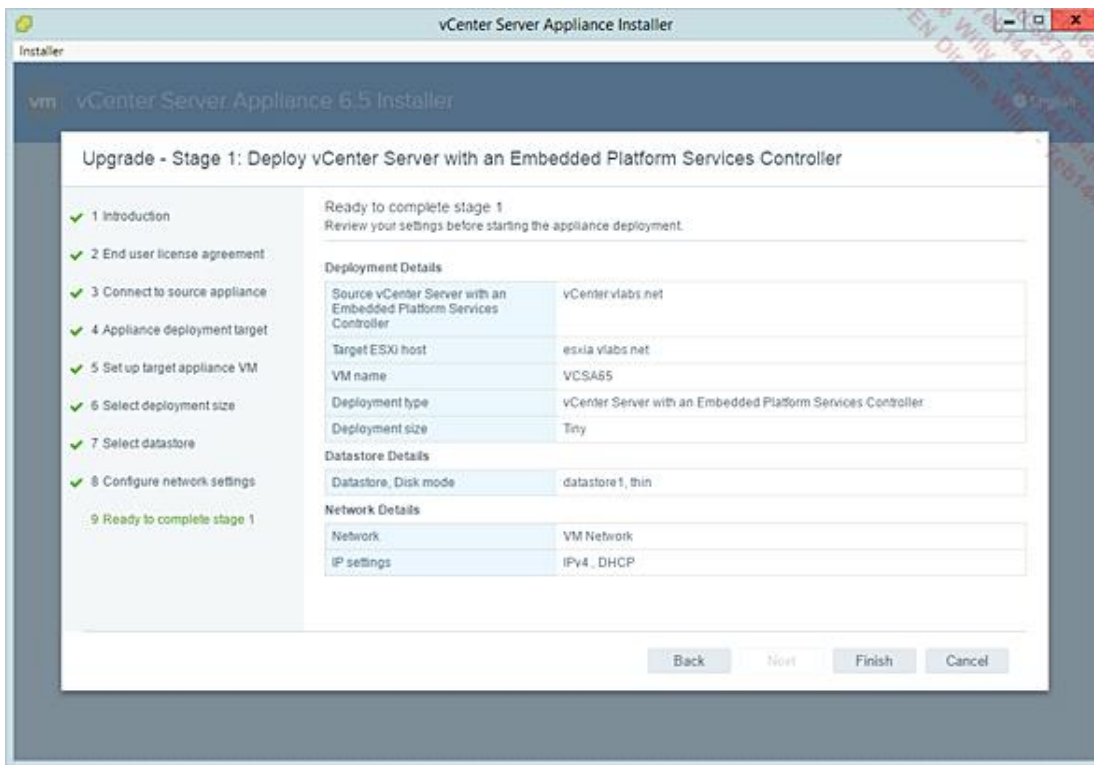 vCenter Server Appliance Installer
Installer
vm vCenter Server Appliance 6.5 Installer
English
Upgrade - Stage 1: Deploy vCenter Server with an Embedded Platform Services Controller
1 Introduction
2 End user license agreement
3 Connect to source appliance
4 Appliance deployment target
5 Set up target appliance VM
6 Select deployment size
7 Select datastore
8 Configure network settings
9 Ready to complete stage 1
Ready to complete stage 1
Review your settings before starting the appliance deployment.
Deployment Details
Source vCenter Server with an
Embedded Platform Services
Controller
vCenter.vlabs.net
Target ESXi host
esxia.vlabs.net
VM name
VCSA65
Deployment type
vCenter Server with an Embedded Platform Services Controller
Deployment size
Tiny
Datastore Details
Datastore, Disk mode
datastore1, thin
Network Details
Network
VM Network
IP settings
IPv4 , DHCP
Back
Next
Finish
Cancel